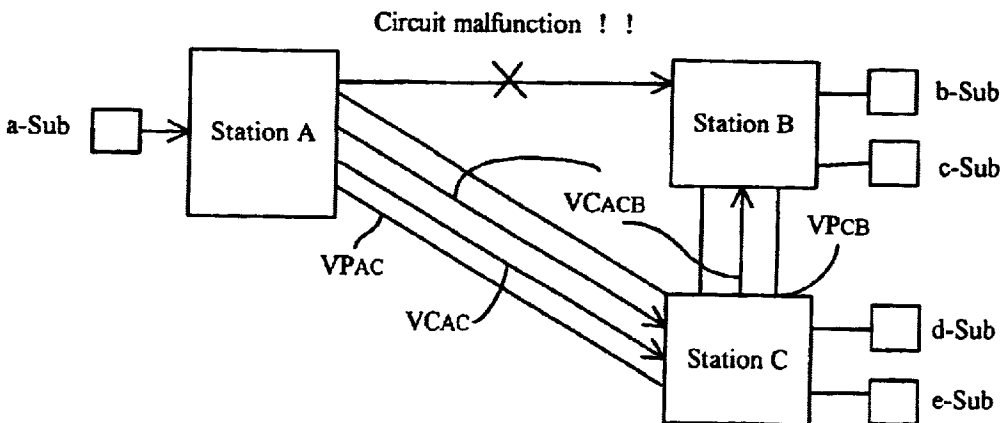 Circuit malfunction ! !
a-Sub
Station A
Station B
b-Sub
c-Sub
VCACB
VPCB
VPAC
VCAC
Station C
d-Sub
e-Sub